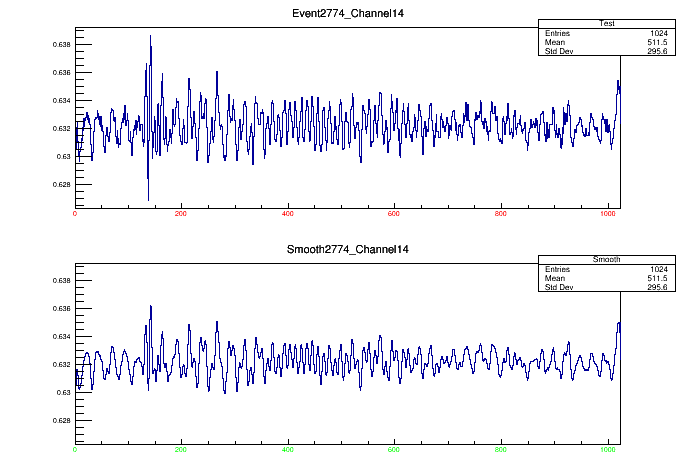 Event2774_Channel14
Test
Entries 1024
Mean 511.5
Std Dev 295.6
0.638
0.636
0.634
0.632
0.63
0.628
0 200 400 600 800 1000
Smooth2774_Channel14
Smooth
Entries 1024
Mean 511.5
Std Dev 295.6
0.638
0.636
0.634
0.632
0.63
0.628
0 200 400 600 800 1000